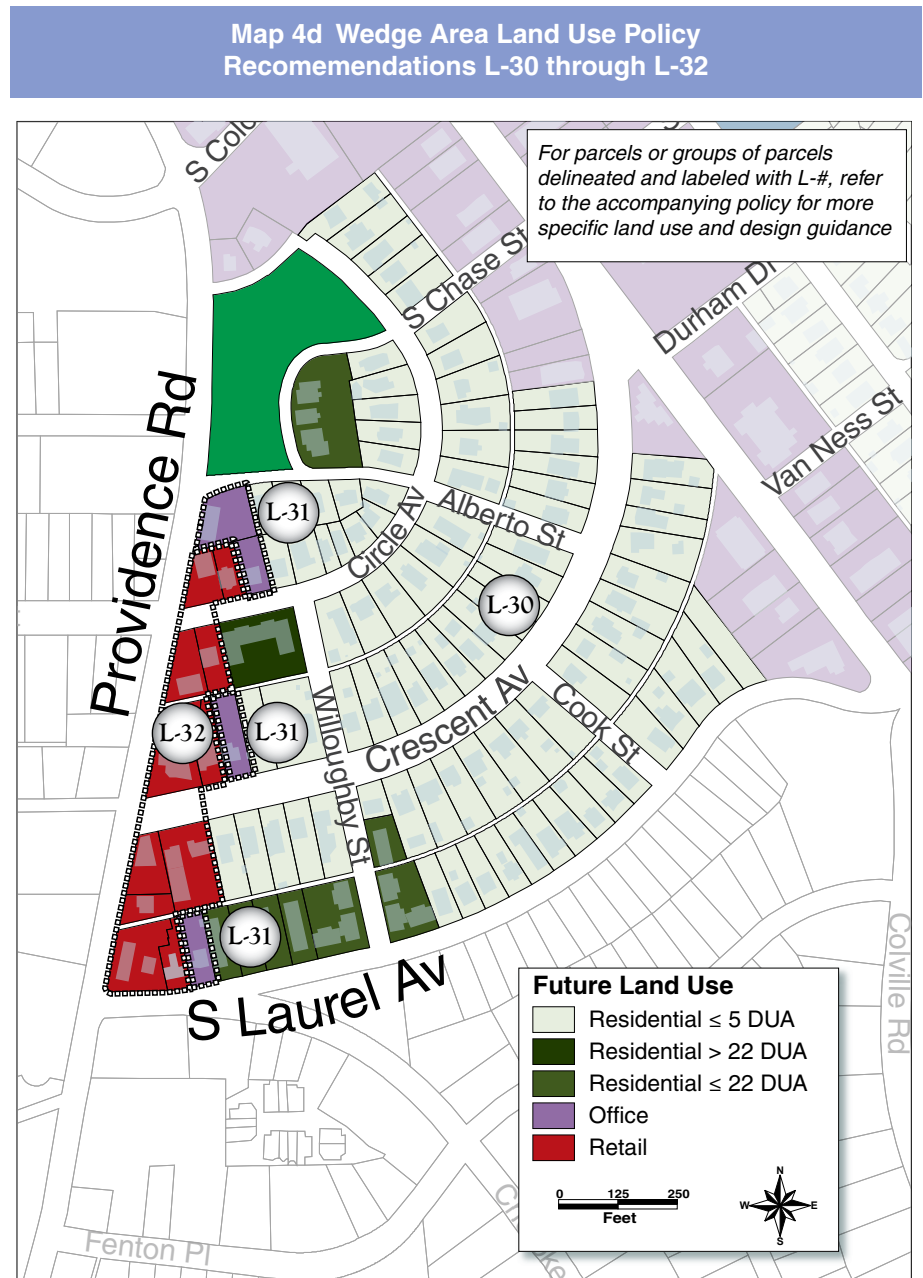 Map 4d Wedge Area Land Use Policy
Recomemendations L-30 through L-32
For parcels or groups of parcels
delineated and labeled with L-#, refer
to the accompanying policy for more
specific land use and design guidance
S Chase St
Durham Dr
Van Ness St
Providence Rd
L-31
Alberto St
Circle Av
L-30
Willoughby St
Crescent Av
Cook St
L-32
L-31
L-31
S Laurel Av
Colville Rd
Fenton Pl
Future Land Use
Residential ≤ 5 DUA
Residential > 22 DUA
Residential ≤ 22 DUA
Office
Retail
0 125 250
Feet
N
W E
S